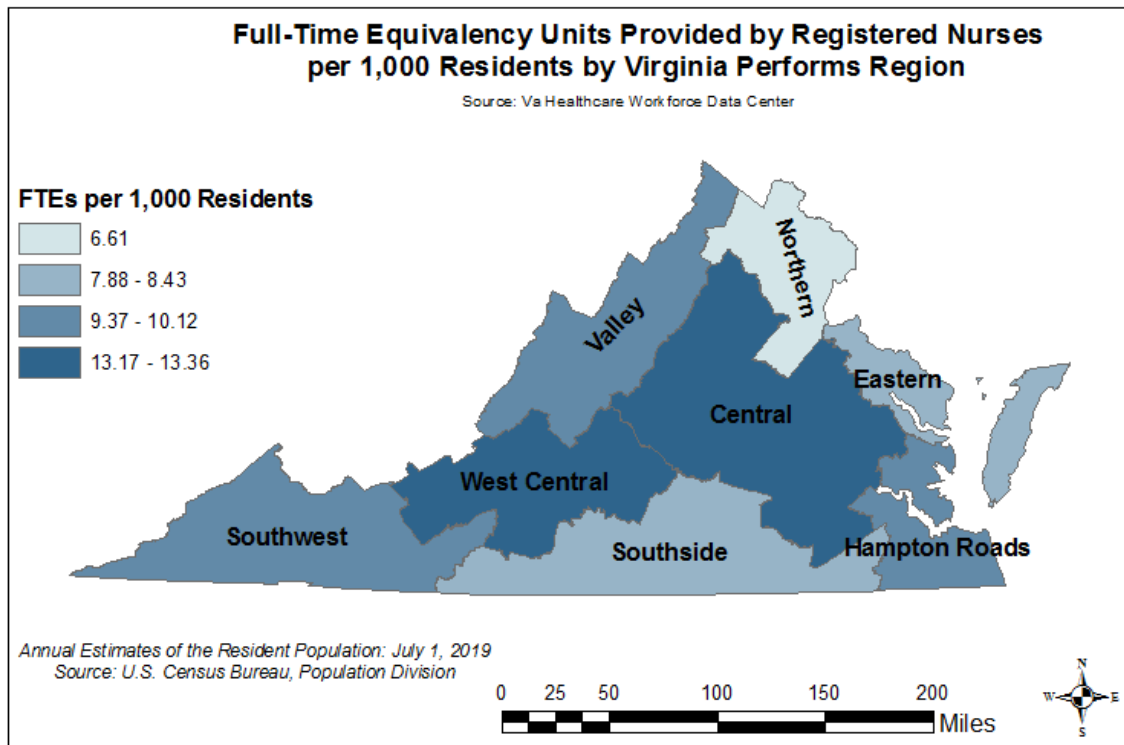 Full-Time Equivalency Units Provided by Registered Nurses
per 1,000 Residents by Virginia Performs Region
Source: Va Healthcare Workforce Data Center
FTEs per 1,000 Residents
6.61
7.88 - 8.43
9.37 - 10.12
13.17 - 13.36
Northern
Valley
Eastern
Central
West Central
Southwest
Southside
Hampton Roads
Annual Estimates of the Resident Population: July 1, 2019
Source: U.S. Census Bureau, Population Division
0 25 50 100 150 200
Miles
N
W E
S